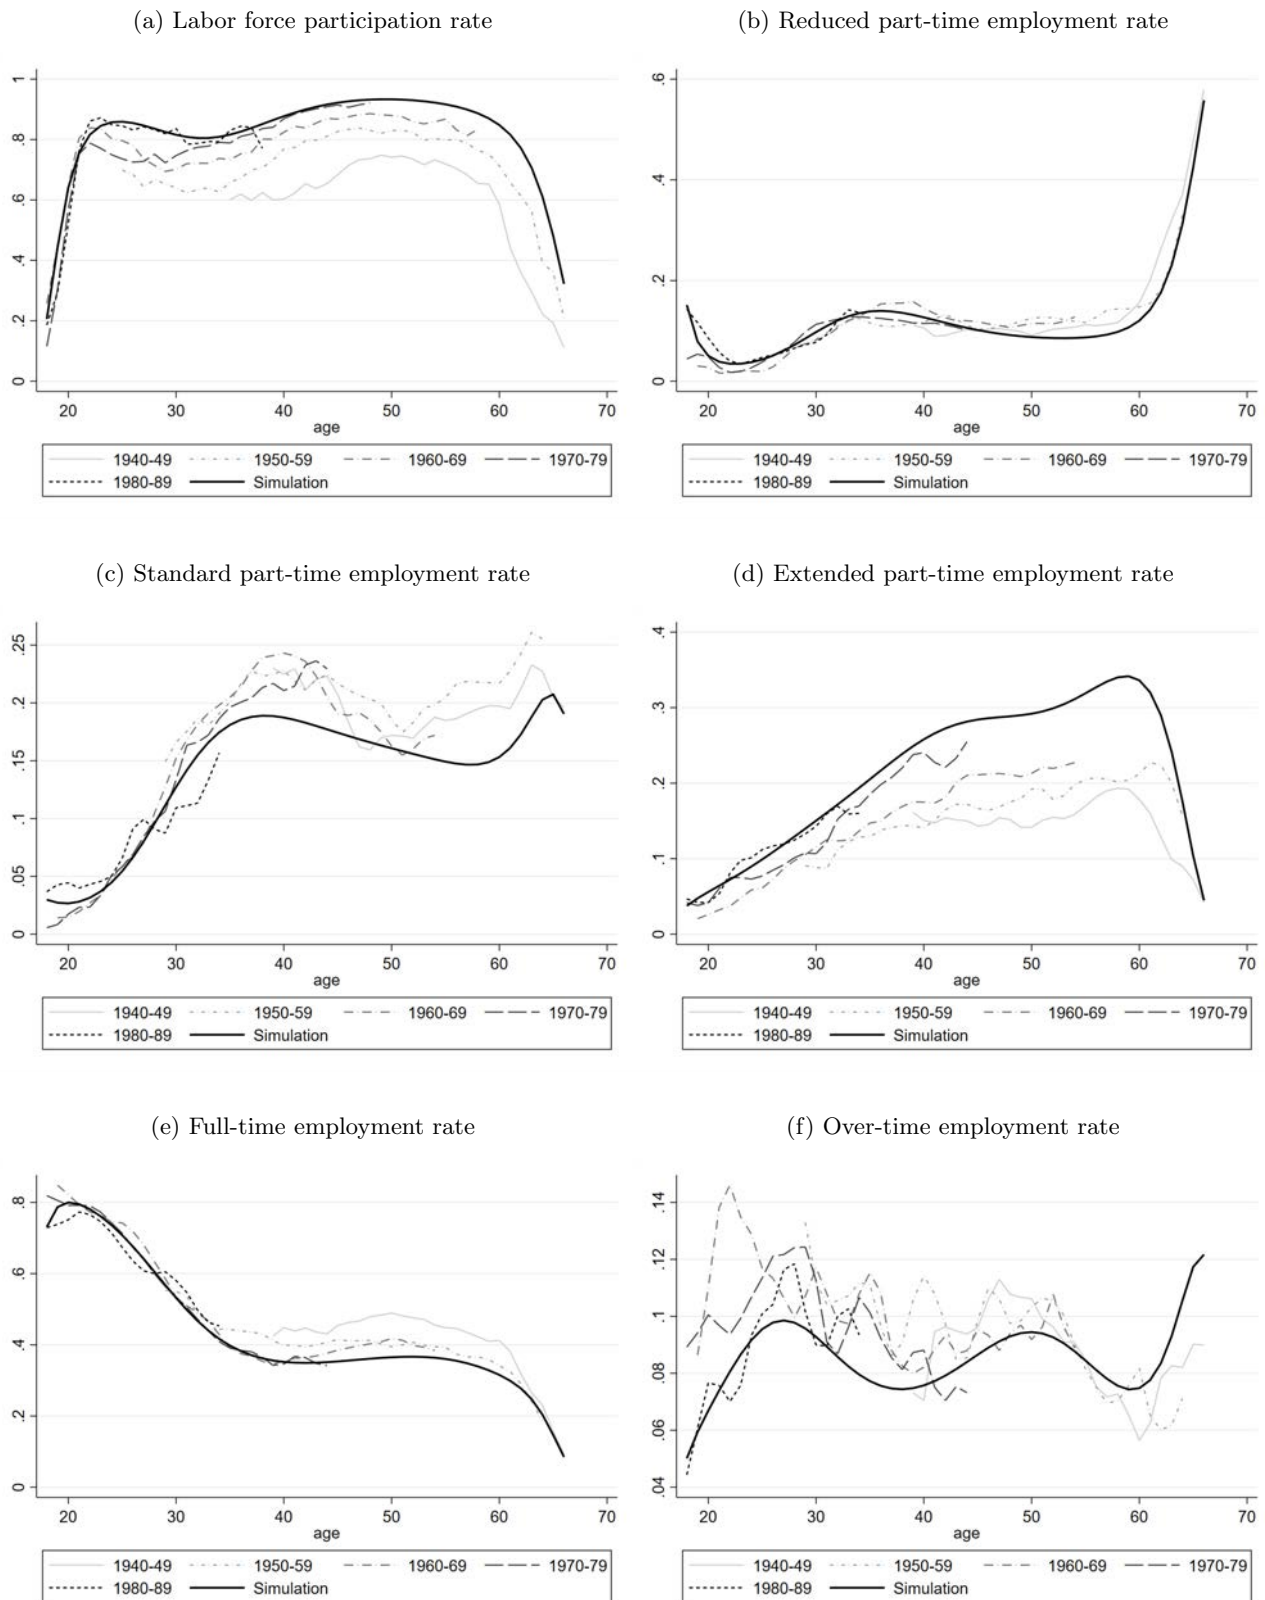 (a) Labor force participation rate
1
.8
.6
.4
.2
0
20 30 40 50 60 70
age
1940-49 1950-59 1960-69 1970-79
1980-89 Simulation
(b) Reduced part-time employment rate
.6
.4
.2
0
20 30 40 50 60 70
age
1940-49 1950-59 1960-69 1970-79
1980-89 Simulation
(c) Standard part-time employment rate
.25
.2
.15
.1
.05
0
20 30 40 50 60 70
age
1940-49 1950-59 1960-69 1970-79
1980-89 Simulation
(d) Extended part-time employment rate
.4
.3
.2
.1
0
20 30 40 50 60 70
age
1940-49 1950-59 1960-69 1970-79
1980-89 Simulation
(e) Full-time employment rate
.8
.6
.4
.2
0
20 30 40 50 60 70
age
1940-49 1950-59 1960-69 1970-79
1980-89 Simulation
(f) Over-time employment rate
.14
.12
.1
.08
.06
.04
20 30 40 50 60 70
age
1940-49 1950-59 1960-69 1970-79
1980-89 Simulation